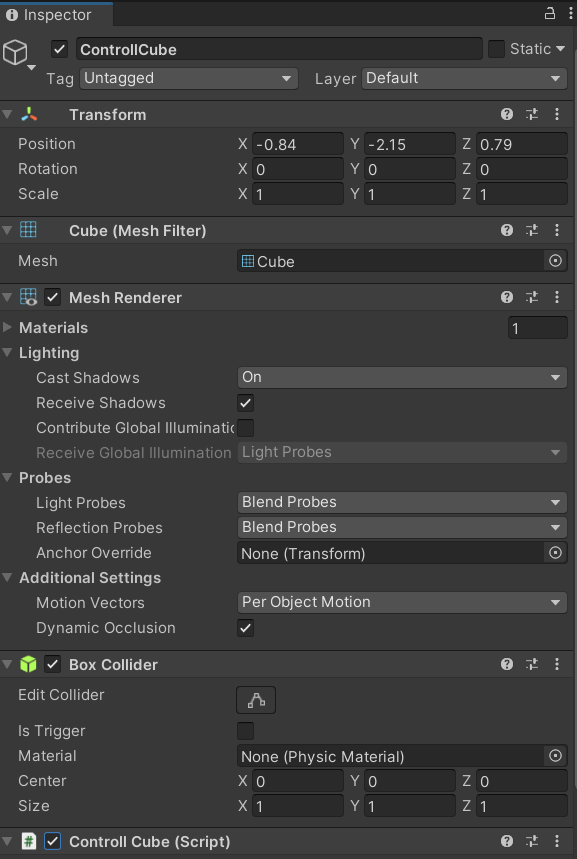 Inspector
ControllCube
Static
Tag Untagged Layer Default
Transform
Position X -0.84 Y -2.15 Z 0.79
Rotation X 0 Y 0 Z 0
Scale X 1 Y 1 Z 1
Cube (Mesh Filter)
Mesh Cube
Mesh Renderer
Materials 1
Lighting
Cast Shadows On
Receive Shadows
Contribute Global Illuminatic
Receive Global Illumination Light Probes
Probes
Light Probes Blend Probes
Reflection Probes Blend Probes
Anchor Override None (Transform)
Additional Settings
Motion Vectors Per Object Motion
Dynamic Occlusion
Box Collider
Edit Collider
Is Trigger
Material None (Physic Material)
Center X 0 Y 0 Z 0
Size X 1 Y 1 Z 1
# Controll Cube (Script)